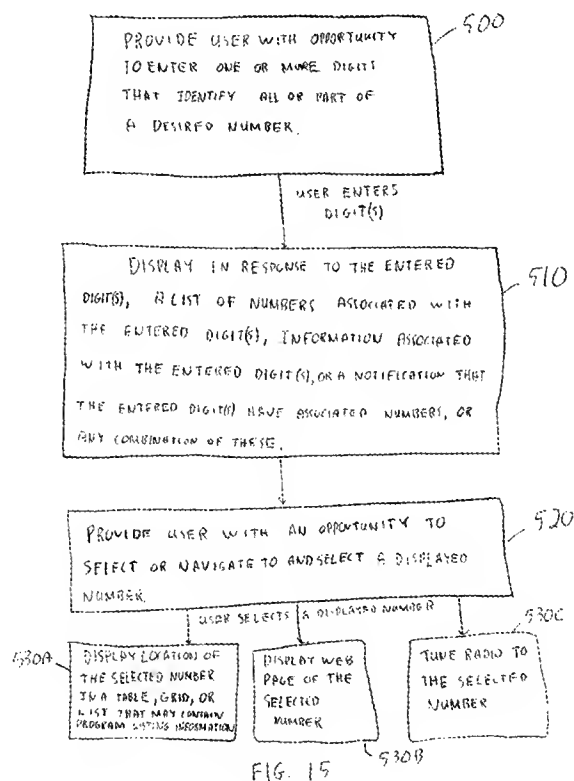 500
PROVIDE USER WITH OPPORTUNITY
TO ENTER ONE OR MORE DIGITS
THAT IDENTIFY ALL OR PART OF
A DESIRED NUMBER.
USER ENTERS
DIGIT(S)
510
DISPLAY IN RESPONSE TO THE ENTERED
DIGIT(S), A LIST OF NUMBERS ASSOCIATED WITH
THE ENTERED DIGIT(S), INFORMATION ASSOCIATED
WITH THE ENTERED DIGIT(S), OR A NOTIFICATION THAT
THE ENTERED DIGIT(S) HAVE ASSOCIATED NUMBERS, OR
ANY COMBINATION OF THESE.
520
PROVIDE USER WITH AN OPPORTUNITY TO
SELECT OR NAVIGATE TO AND SELECT A DISPLAYED
NUMBER.
USER SELECTS A DISPLAYED NUMBER
530A
DISPLAY LOCATION OF
THE SELECTED NUMBER
IN A TABLE, GRID, OR
LIST THAT MAY CONTAIN
PROGRAM LISTING INFORMATION
DISPLAY WEB
PAGE OF THE
SELECTED
NUMBER
530B
530C
TUNE RADIO TO
THE SELECTED
NUMBER
FIG. 15